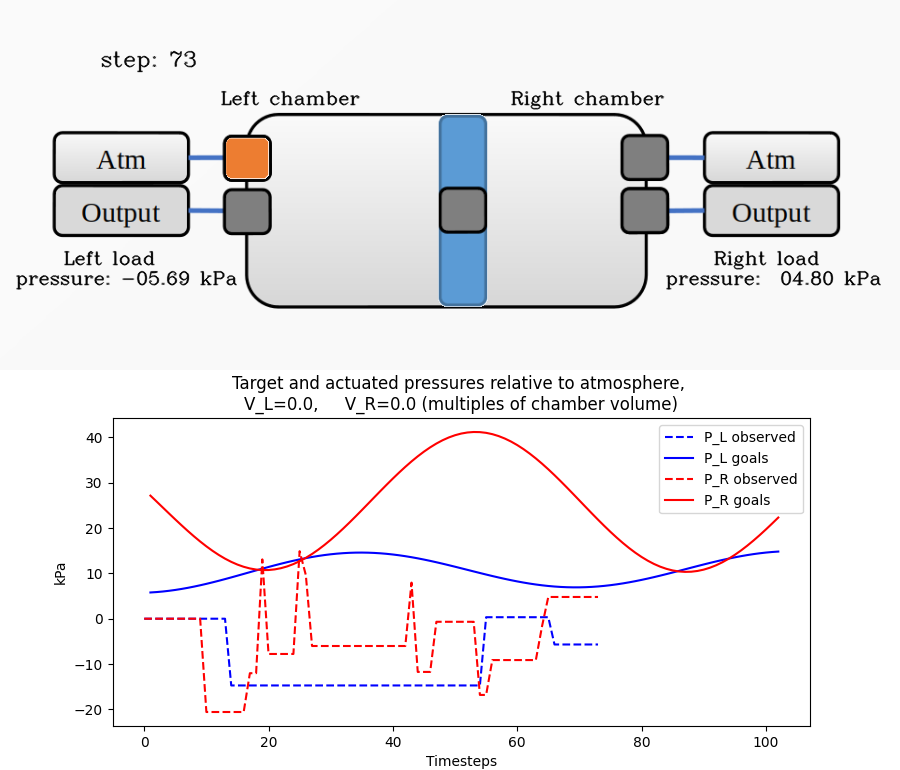 step: 73
Left chamber
Right chamber
Atm
Atm
Output
Output
Left load
pressure: -05.69 kPa
Right load
pressure: 04.80 kPa
Target and actuated pressures relative to atmosphere,
V_L=0.0, V_R=0.0 (multiples of chamber volume)
P_L observed
P_L goals
P_R observed
P_R goals
kPa
40
30
20
10
0
−10
−20
0
20
40
60
80
100
Timesteps